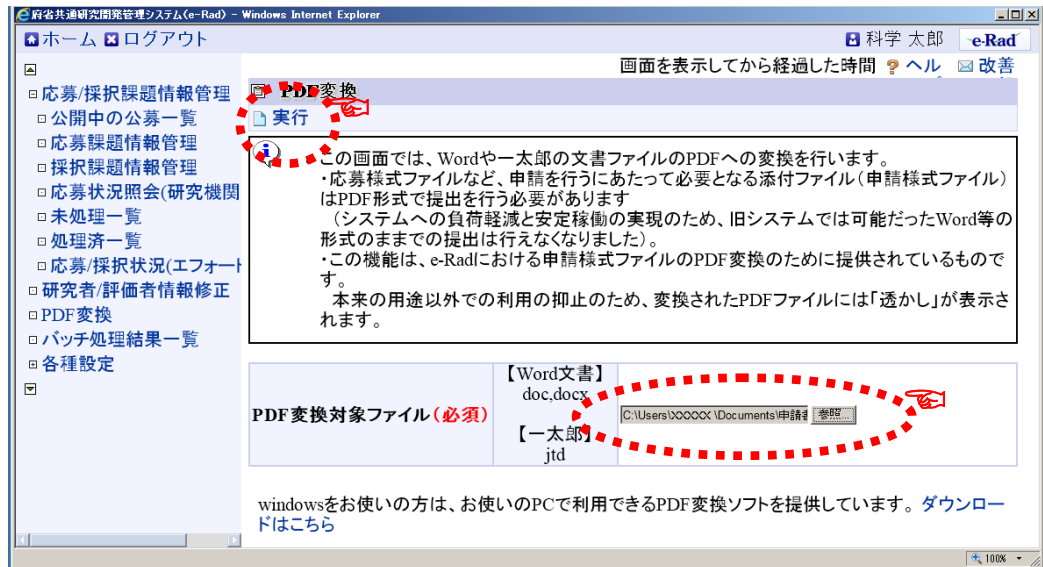 府省共通研究開発管理システム(e-Rad) - Windows Internet Explorer
ホーム ログアウト
科学 太郎 e-Rad
画面を表示してから経過した時間 ? ヘル 改善
応募/採択課題情報管理
公開中の公募一覧
応募課題情報管理
採択課題情報管理
応募状況照会(研究機関
未処理一覧
処理済一覧
応募/採択状況(エフォート
研究者/評価者情報修正
PDF変換
バッチ処理結果一覧
各種設定
PDF変換
実行
この画面では、Wordや一太郎の文書ファイルのPDFへの変換を行います。
・応募様式ファイルなど、申請を行うにあたって必要となる添付ファイル(申請様式ファイル)
はPDF形式で提出を行う必要があります
(システムへの負荷軽減と安定稼働の実現のため、旧システムでは可能だったWord等の
形式のままでの提出は行えなくなりました)。
・この機能は、e-Radにおける申請様式ファイルのPDF変換のために提供されているもので
す。
本来の用途以外での利用の抑止のため、変換されたPDFファイルには「透かし」が表示さ
れます。
PDF変換対象ファイル(必須)
【Word文書】
doc,docx
【一太郎】
jtd
C:\Users\XXXXX \Documents\申請書 参照...
windowsをお使いの方は、お使いのPCで利用できるPDF変換ソフトを提供しています。ダウンロー
ドはこちら
100%